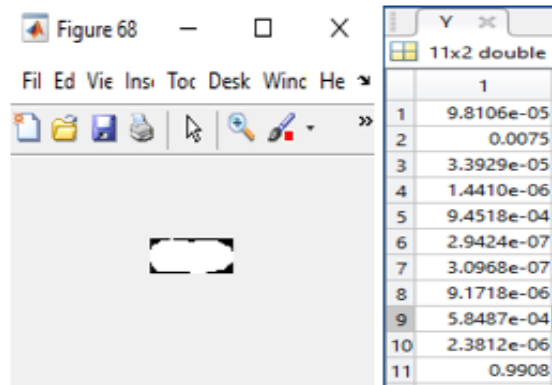 Figure 68
Fil Ed Vie Inse Toc Desk Winc He
Y
11x2 double
1
1 9.8106e-05
2 0.0075
3 3.3929e-05
4 1.4410e-06
5 9.4518e-04
6 2.9424e-07
7 3.0968e-07
8 9.1718e-06
9 5.8487e-04
10 2.3812e-06
11 0.9908